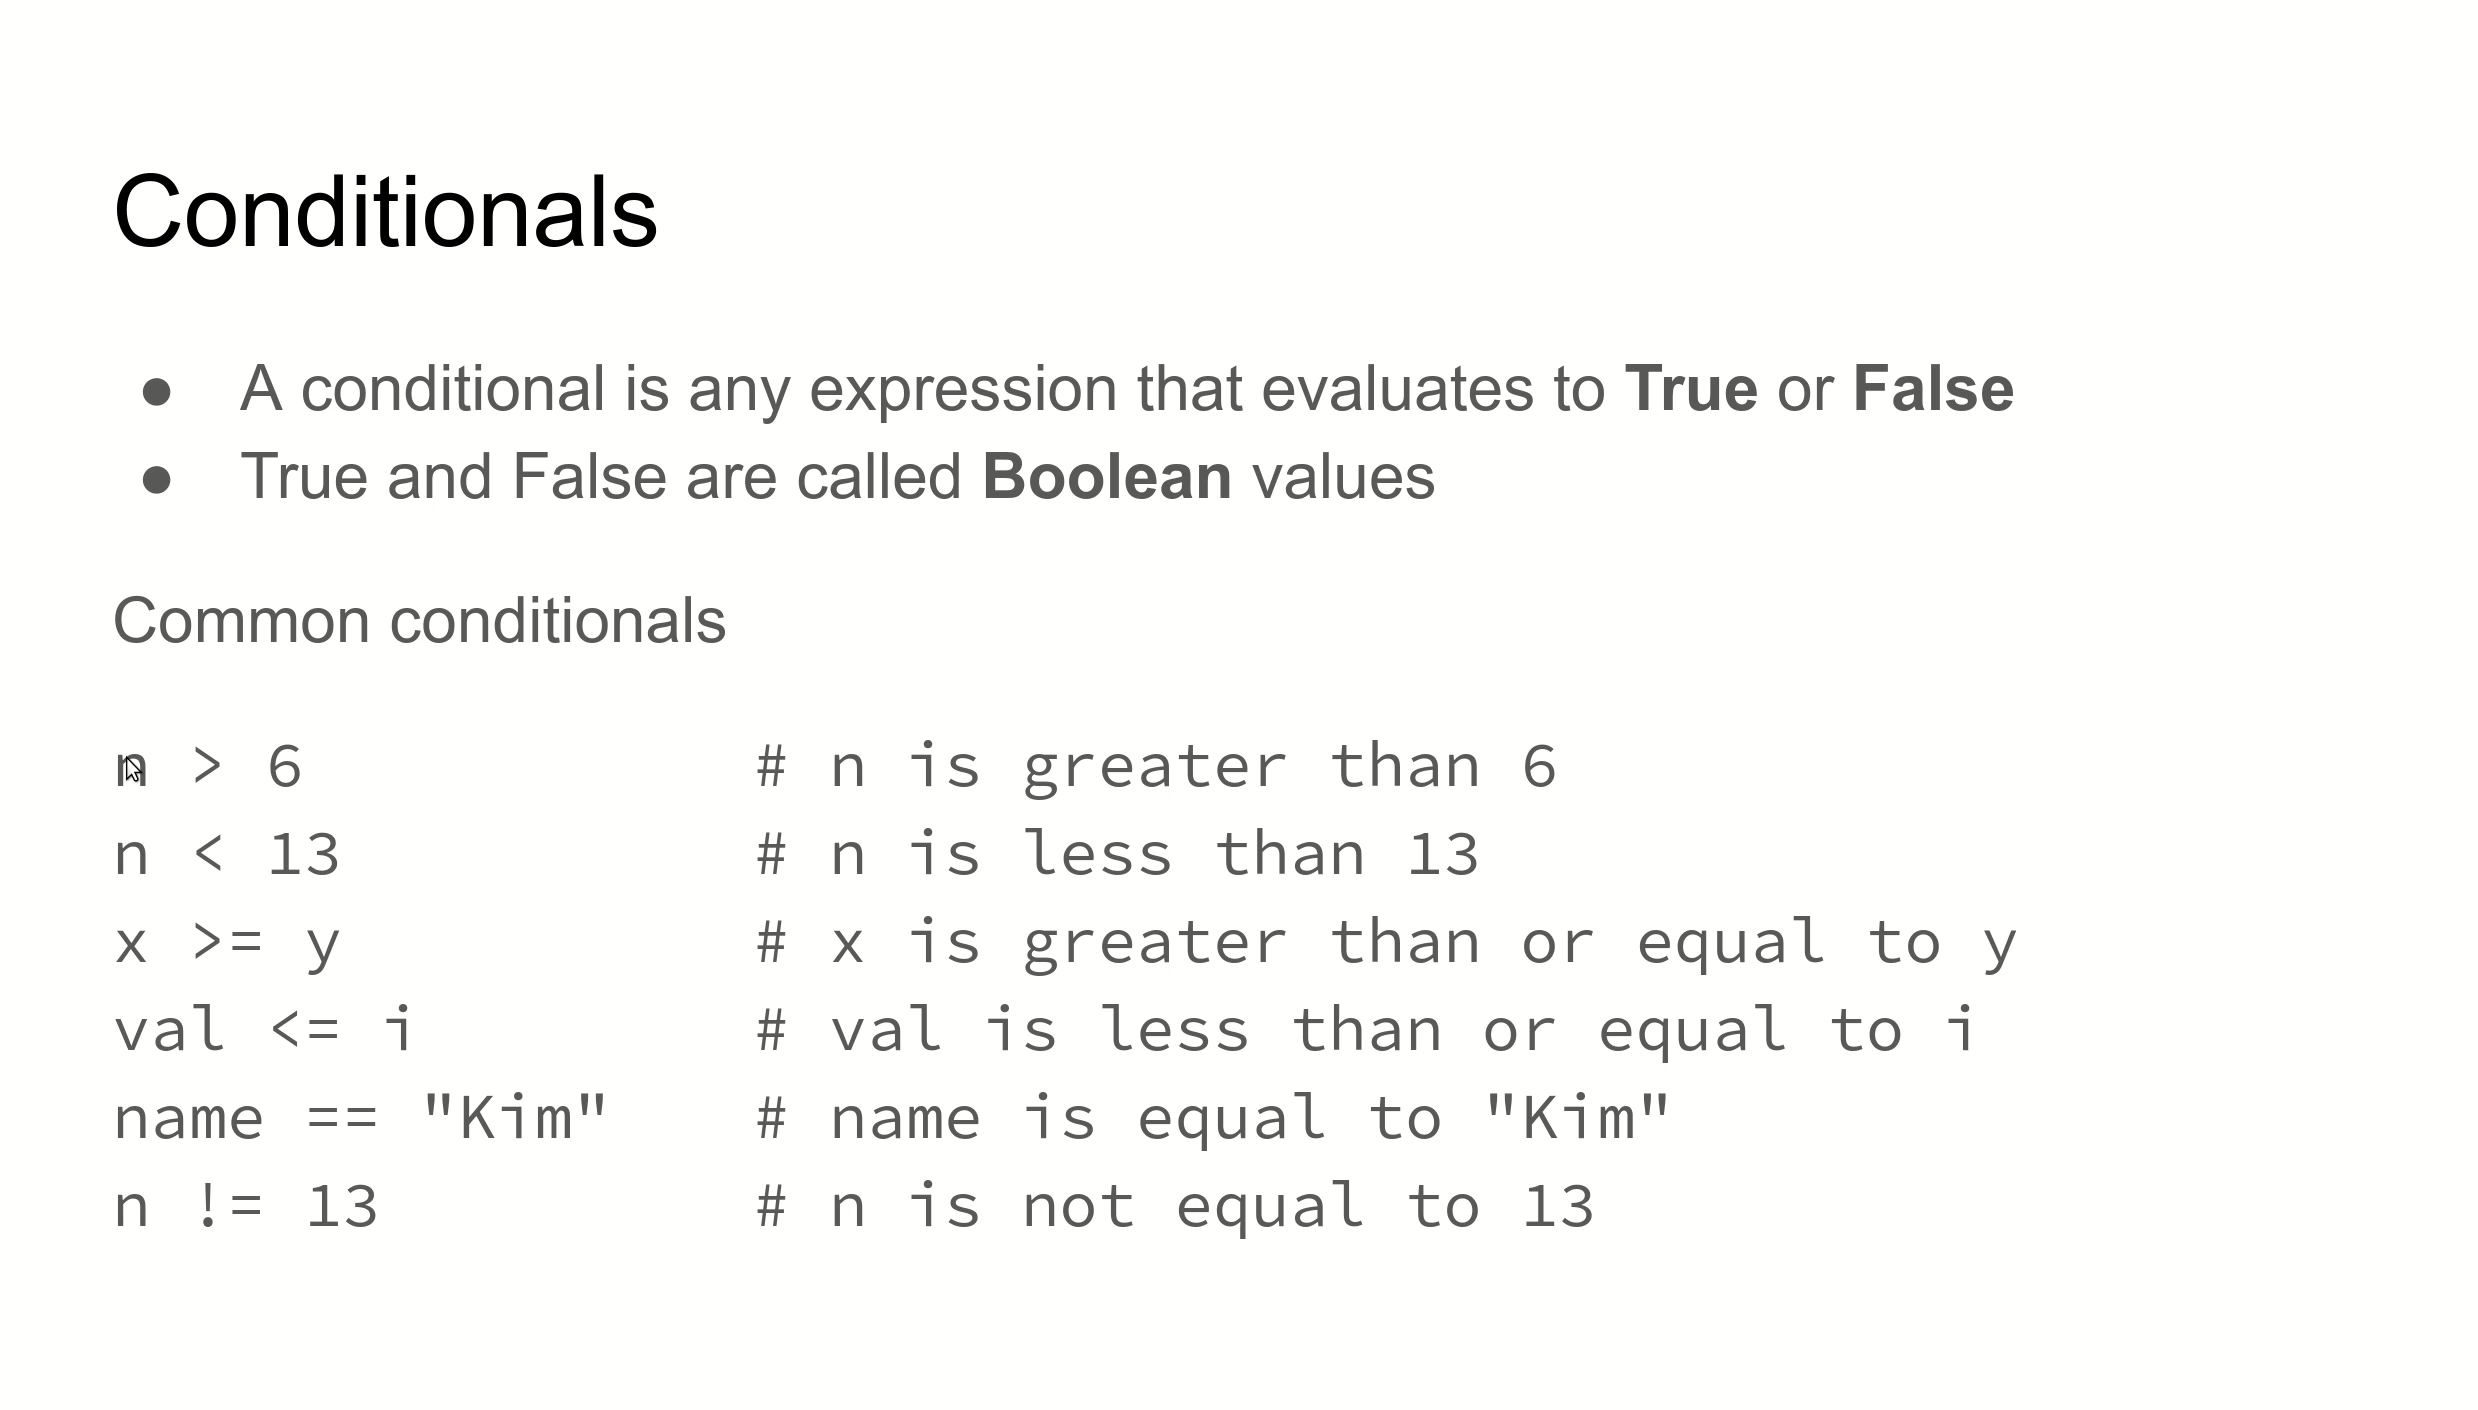 Conditionals
● A conditional is any expression that evaluates to True or False
● True and False are called Boolean values
Common conditionals
n > 6 # n is greater than 6
n < 13 # n is less than 13
x >= y # x is greater than or equal to y
val <= i # val is less than or equal to i
name == "Kim" # name is equal to "Kim"
n != 13 # n is not equal to 13